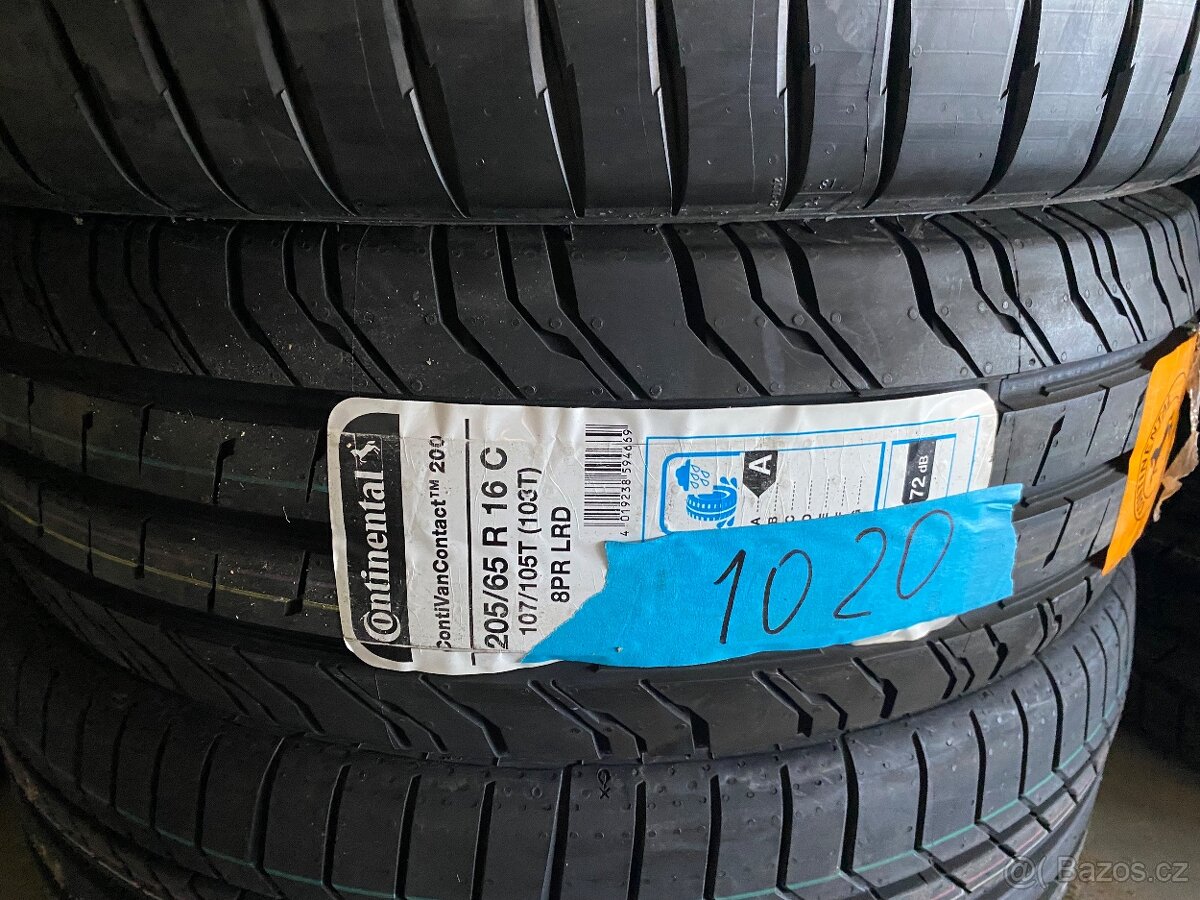 Continental
ContiVanContact™ 200
205/65 R 16 C
107/105T (103T)
8PR LRD
4 019238 594669
A
A
B
C
D
E
F
G
72 dB
1020
Bazos.cz